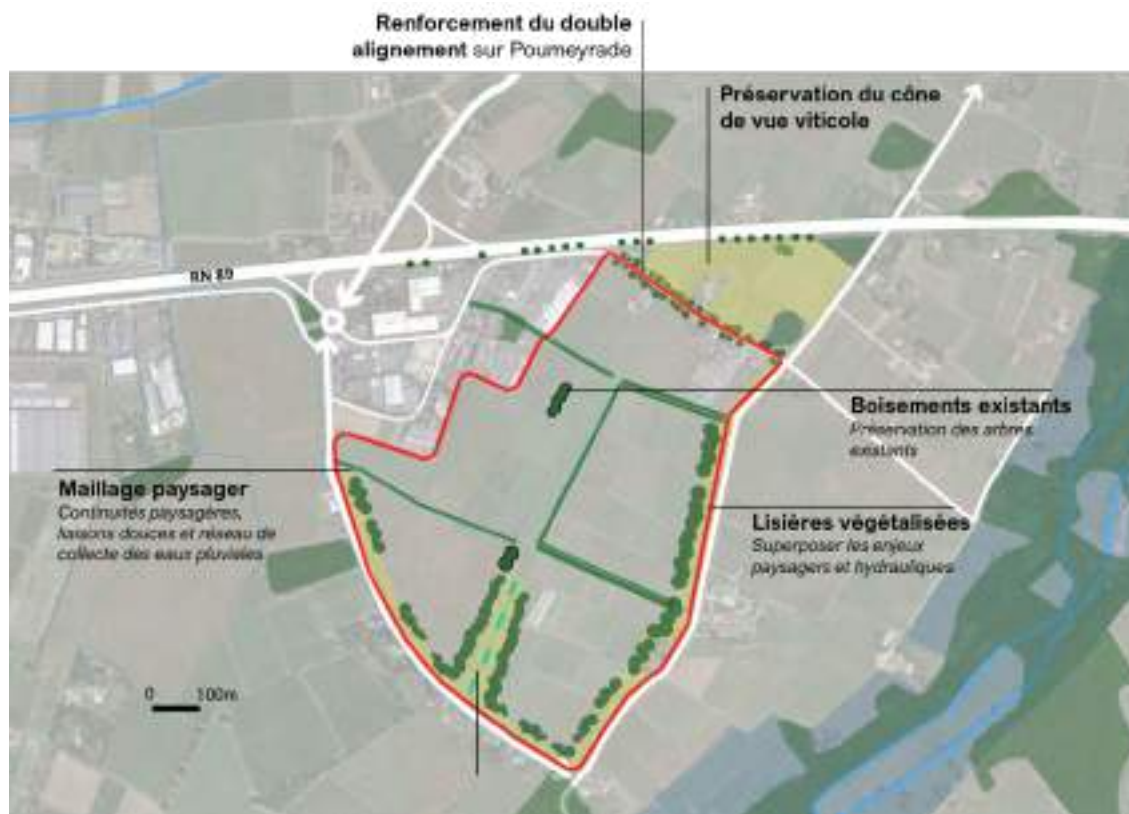 Renforcement du double
alignement sur Poumeyrade
Préservation du cône
de vue viticole
RN 89
Boisements existants
Préservation des arbres
existants
Maillage paysager
Continuités paysagères,
liaisons douces et réseau de
collecte des eaux pluviales
Lisières végétalisées
Superposer les enjeux
paysagers et hydrauliques
0 100m